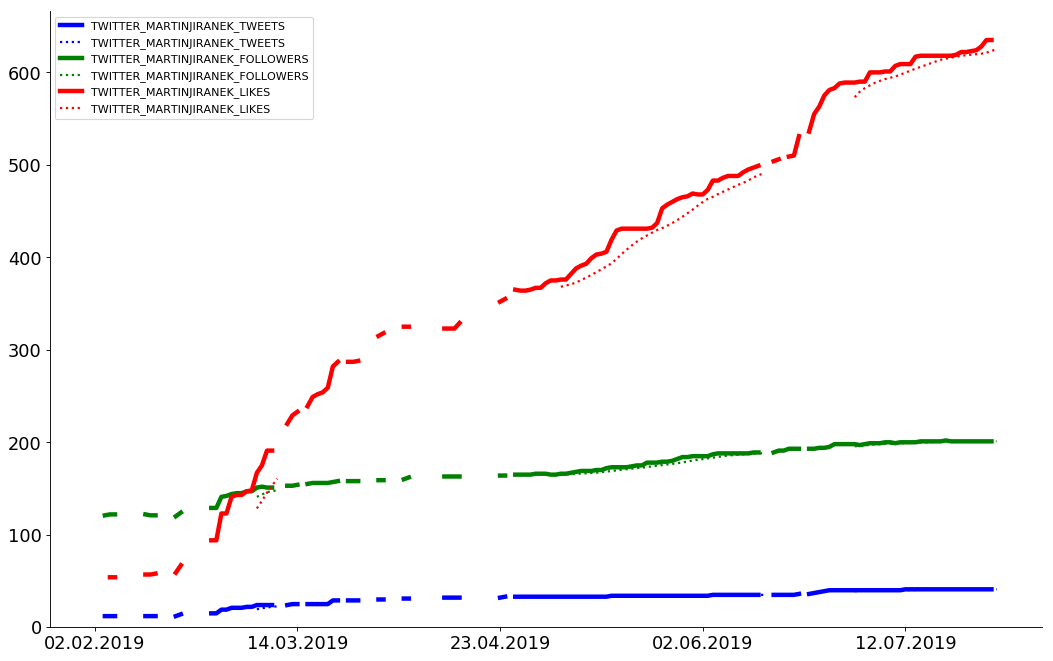 TWITTER_MARTINJIRANEK_TWEETS
TWITTER_MARTINJIRANEK_TWEETS
TWITTER_MARTINJIRANEK_FOLLOWERS
TWITTER_MARTINJIRANEK_FOLLOWERS
TWITTER_MARTINJIRANEK_LIKES
TWITTER_MARTINJIRANEK_LIKES
600
500
400
300
200
100
0
02.02.2019 14.03.2019 23.04.2019 02.06.2019 12.07.2019